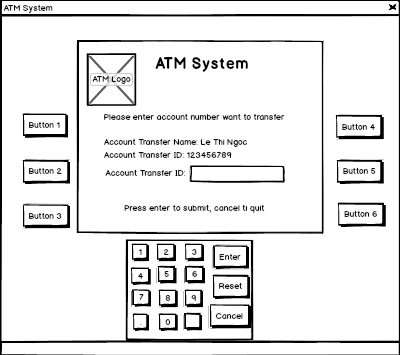 ATM System
ATM System
ATM Logo
Please enter account number want to transfer
Account Transfer Name: Le Thi Ngoc
Account Transfer ID: 123456789
Account Transfer ID:
Press enter to submit, cancel ti quit
Button 1
Button 2
Button 3
Button 4
Button 5
Button 6
1 2 3 Enter
4 5 6
7 8 9 Reset
0 Cancel